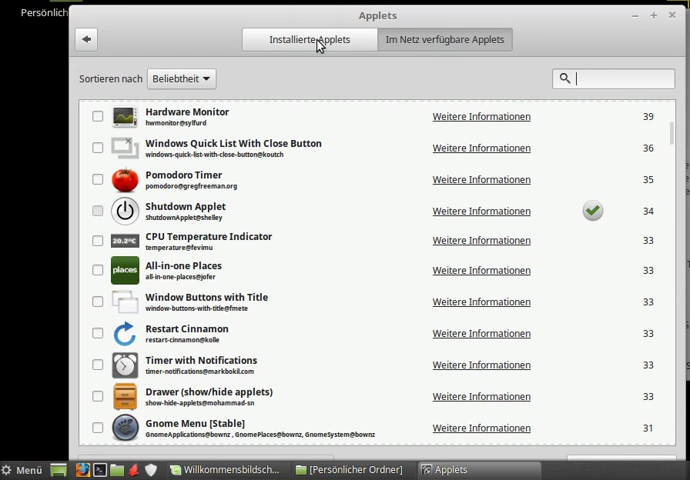 Persönlich
Applets
Installierte Applets
Im Netz verfügbare Applets
Sortieren nach
Beliebtheit
Hardware Monitor
hwmonitor@sylfurd
Weitere Informationen
39
Windows Quick List With Close Button
windows-quick-list-with-close-button@koutch
Weitere Informationen
36
Pomodoro Timer
pomodoro@gregfreeman.org
Weitere Informationen
35
Shutdown Applet
ShutdownApplet@shelley
Weitere Informationen
34
20.2°C
CPU Temperature Indicator
temperature@fevimu
Weitere Informationen
33
places
All-in-one Places
all-in-one-places@jofer
Weitere Informationen
33
Window Buttons with Title
window-buttons-with-title@fmete
Weitere Informationen
33
Restart Cinnamon
restart-cinnamon@kolle
Weitere Informationen
33
Timer with Notifications
timer-notifications@markbokil.com
Weitere Informationen
33
Drawer (show/hide applets)
show-hide-applets@mohammad-sn
Weitere Informationen
33
Gnome Menu [Stable]
GnomeApplications@bownz , GnomePlaces@bownz, GnomeSystem@bownz
Weitere Informationen
31
Menü
Willkommensbildsch...
[Persönlicher Ordner]
Applets